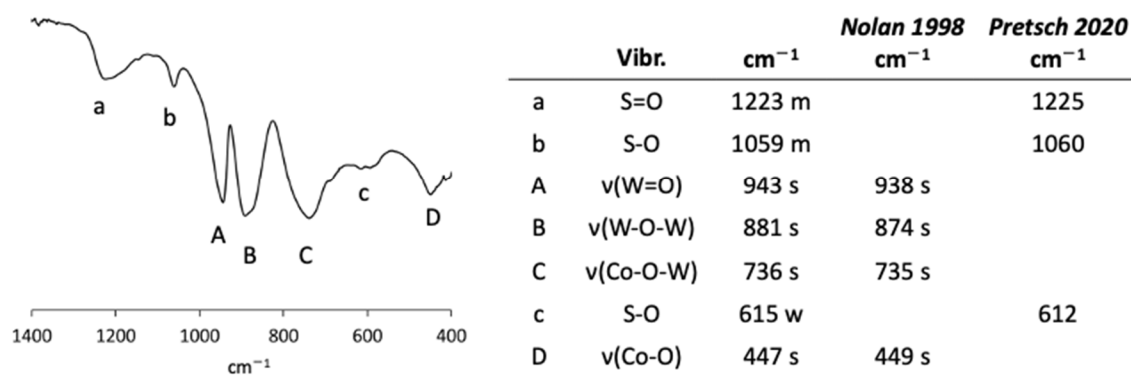 a
b
A
B
C
c
D
1400 1200 1000 800 600 400
cm⁻¹
Nolan 1998 Pretsch 2020
Vibr. cm⁻¹ cm⁻¹ cm⁻¹
a S=O 1223 m 1225
b S-O 1059 m 1060
A ν(W=O) 943 s 938 s
B ν(W-O-W) 881 s 874 s
C ν(Co-O-W) 736 s 735 s
c S-O 615 w 612
D ν(Co-O) 447 s 449 s